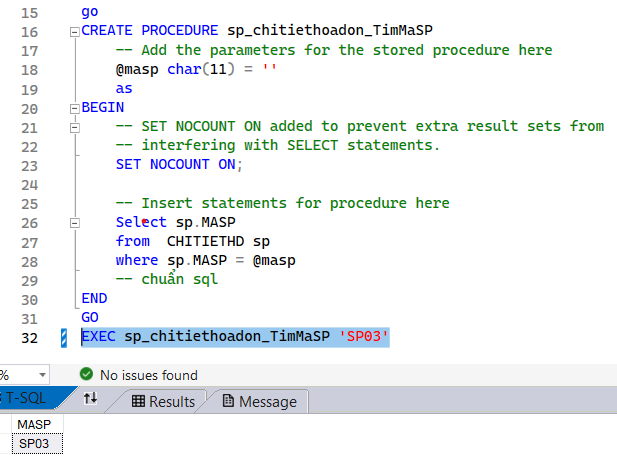 15 go
16 CREATE PROCEDURE sp_chitiethoadon_TimMaSP
17 -- Add the parameters for the stored procedure here
18 @masp char(11) = ''
19 as
20 BEGIN
21 -- SET NOCOUNT ON added to prevent extra result sets from
22 -- interfering with SELECT statements.
23 SET NOCOUNT ON;
24
25 -- Insert statements for procedure here
26 Select sp.MASP
27 from  CHITIETHD sp
28 where sp.MASP = @masp
29 -- chuẩn sql
30 END
31 GO
32 EXEC sp_chitiethoadon_TimMaSP 'SP03'
% No issues found
T-SQL Results Message
MASP
SP03